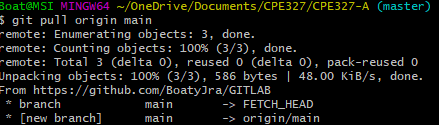 Boat@MSI MINGW64 ~/OneDrive/Documents/CPE327/CPE327-A (master)
$ git pull origin main
remote: Enumerating objects: 3, done.
remote: Counting objects: 100% (3/3), done.
remote: Total 3 (delta 0), reused 0 (delta 0), pack-reused 0
Unpacking objects: 100% (3/3), 586 bytes | 48.00 KiB/s, done.
From https://github.com/BoatyJra/GITLAB
 * branch            main       -> FETCH_HEAD
 * [new branch]      main       -> origin/main